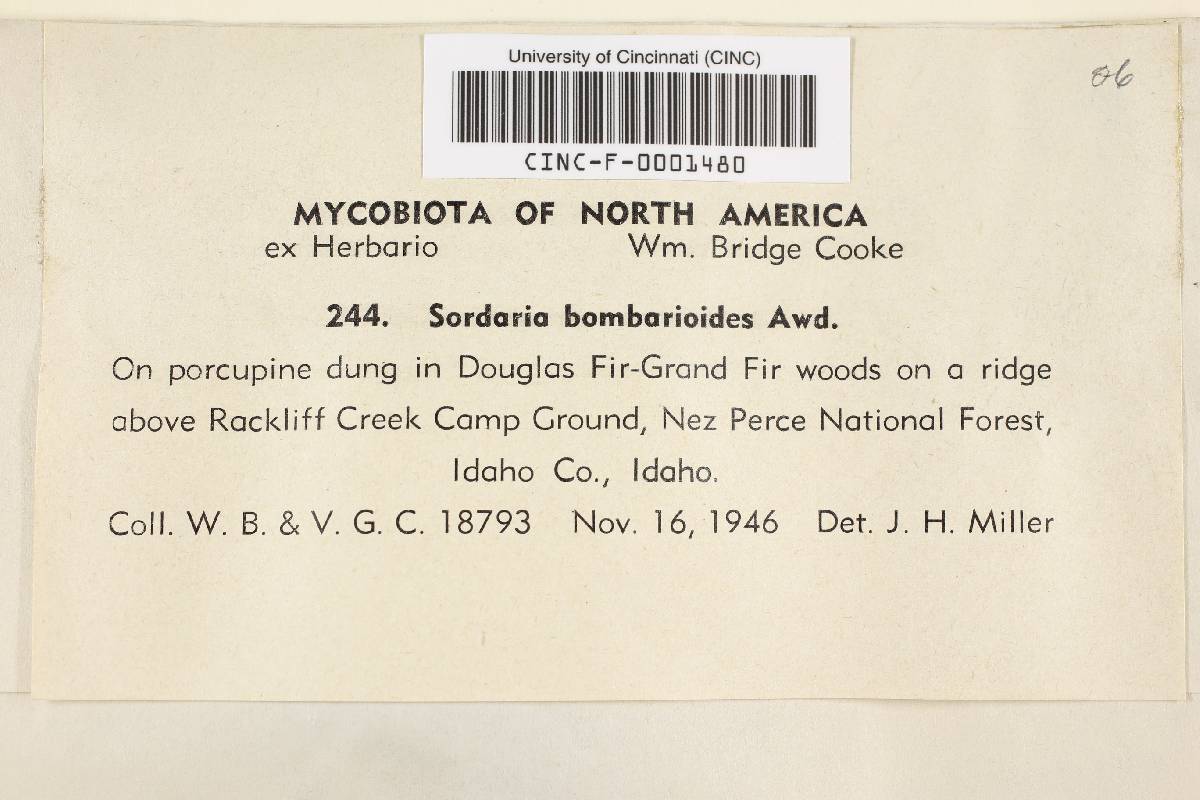 University of Cincinnati (CINC)
CINC-F-0001480
MYCOBIOTA OF NORTH AMERICA
ex Herbario Wm. Bridge Cooke
244. Sordaria bombarioides Awd.
On porcupine dung in Douglas Fir-Grand Fir woods on a ridge
above Rackliff Creek Camp Ground, Nez Perce National Forest,
Idaho Co., Idaho.
Coll. W. B. & V. G. C. 18793 Nov. 16, 1946 Det. J. H. Miller